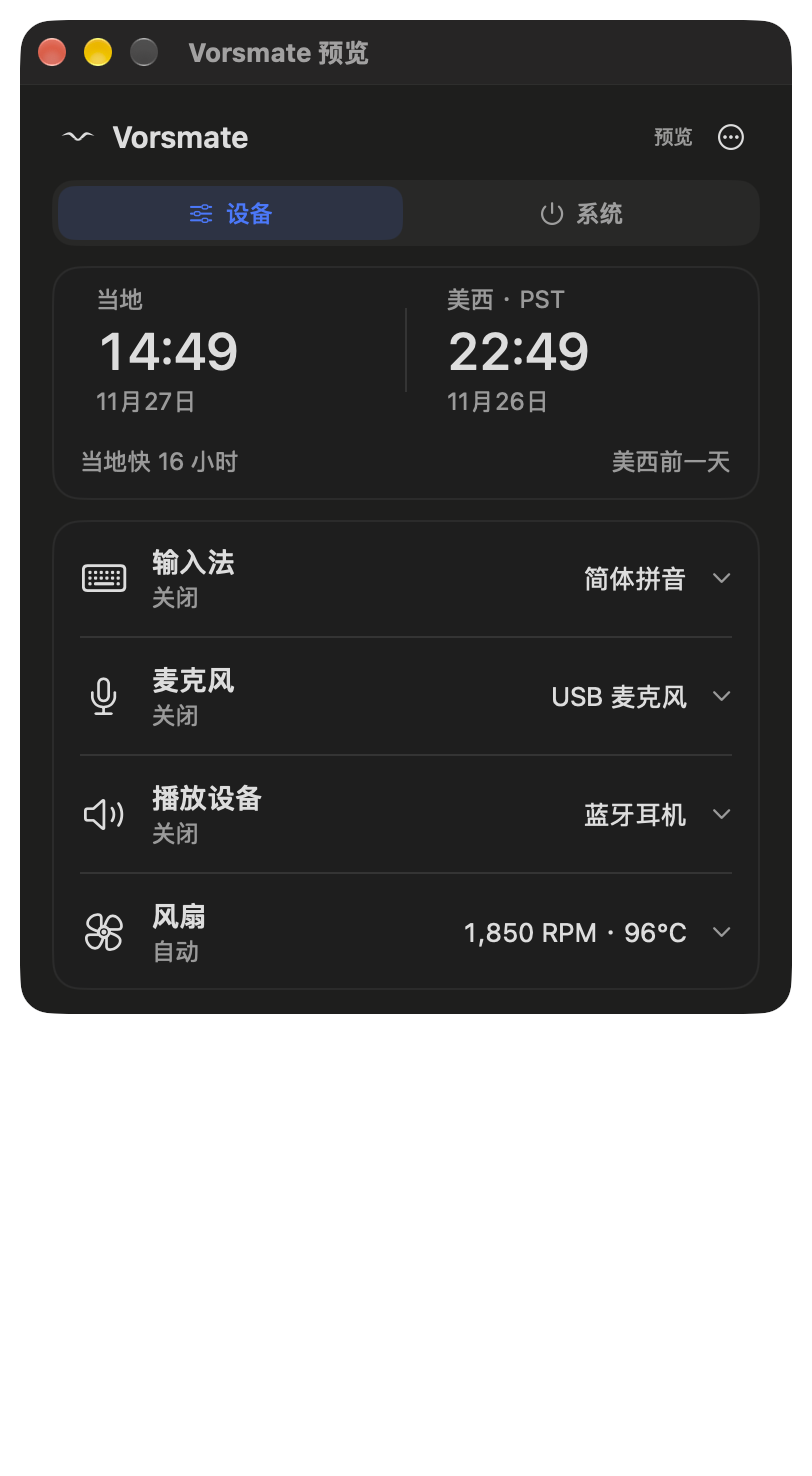 Vorsmate 预览
Vorsmate
预览
设备
系统
当地
美西 · PST
14:49
22:49
11月27日
11月26日
当地快 16 小时
美西前一天
输入法
关闭
简体拼音
麦克风
关闭
USB 麦克风
播放设备
关闭
蓝牙耳机
风扇
自动
1,850 RPM · 96°C